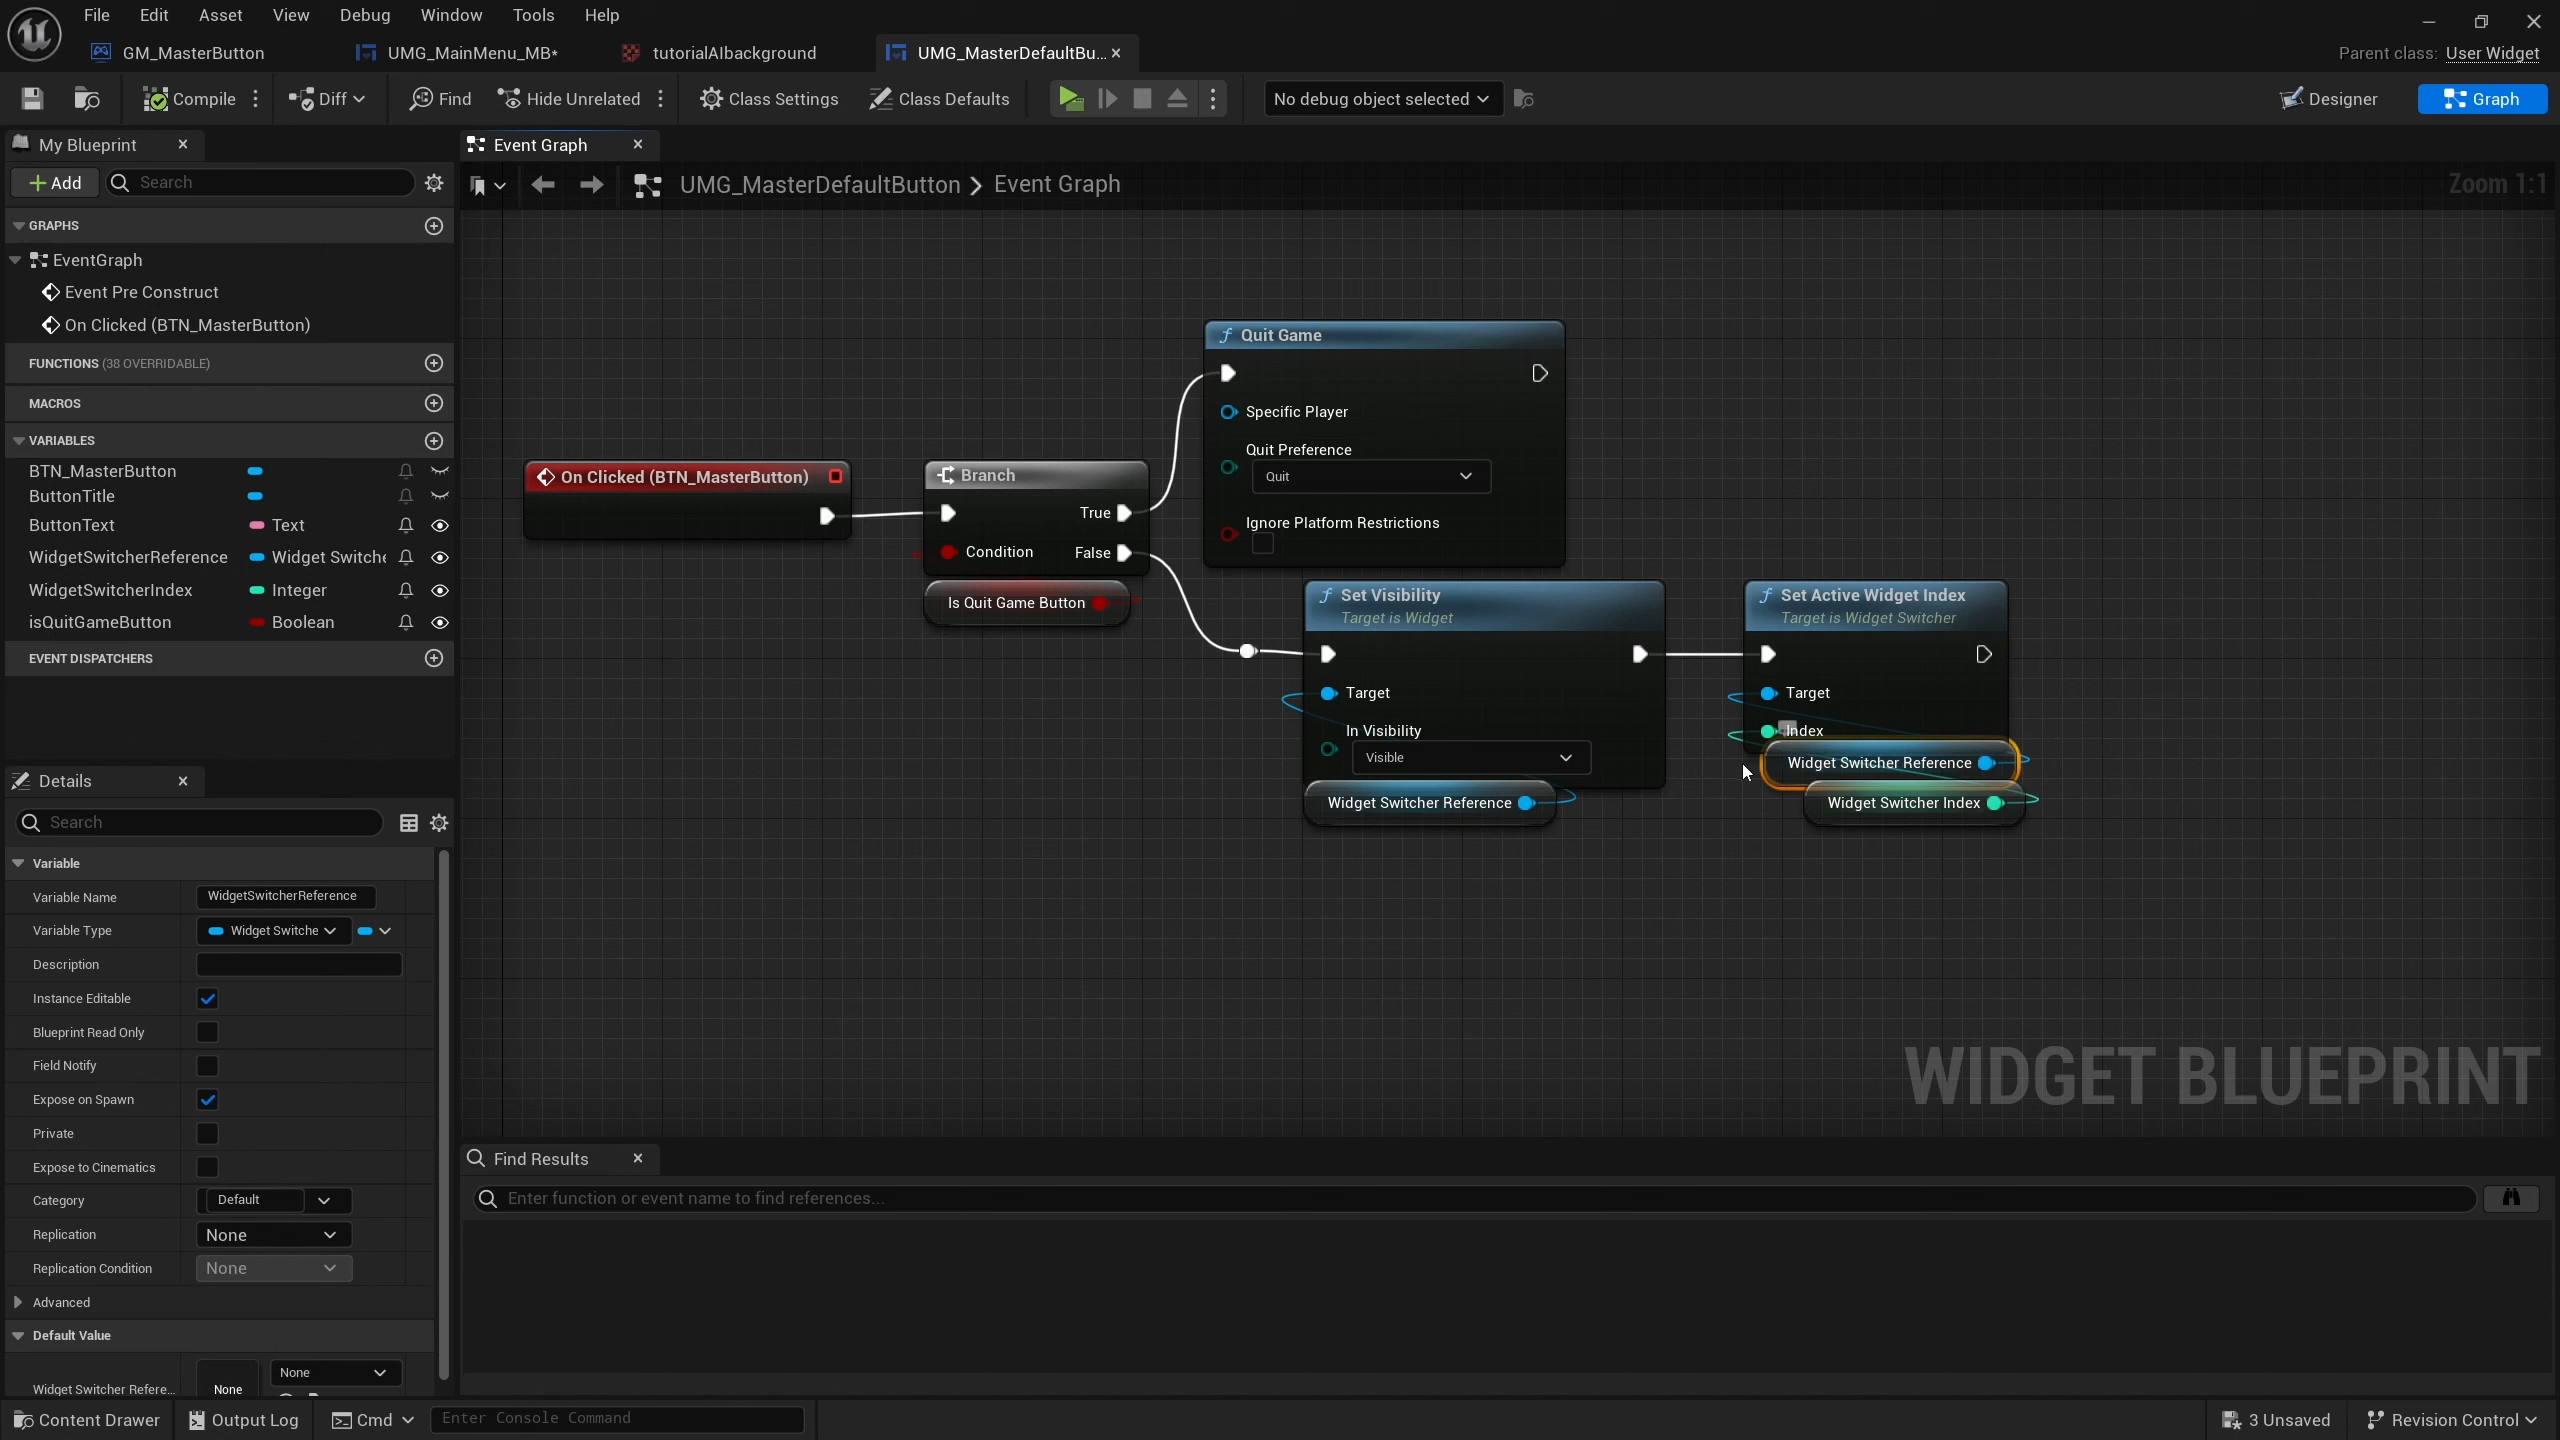 File Edit Asset View Debug Window Tools Help
GM_MasterButton UMG_MainMenu_MB* tutorialAIbackground UMG_MasterDefaultBu...
Parent class: User Widget
Compile Diff Find Hide Unrelated Class Settings Class Defaults No debug object selected Designer Graph
My Blueprint
Add Search
GRAPHS
EventGraph
Event Pre Construct
On Clicked (BTN_MasterButton)
FUNCTIONS (38 OVERRIDABLE)
MACROS
VARIABLES
BTN_MasterButton
ButtonTitle
ButtonText Text
WidgetSwitcherReference Widget Switche
WidgetSwitcherIndex Integer
isQuitGameButton Boolean
EVENT DISPATCHERS
Details
Search
Variable
Variable Name WidgetSwitcherReference
Variable Type Widget Switche
Description
Instance Editable
Blueprint Read Only
Field Notify
Expose on Spawn
Private
Expose to Cinematics
Category Default
Replication None
Replication Condition None
Advanced
Default Value
Widget Switcher Refere... None None
Event Graph
UMG_MasterDefaultButton > Event Graph
Zoom 1:1
On Clicked (BTN_MasterButton)
Branch
True
Condition False
Is Quit Game Button
Quit Game
Specific Player
Quit Preference
Quit
Ignore Platform Restrictions
Set Visibility
Target is Widget
Target
In Visibility
Visible
Widget Switcher Reference
Set Active Widget Index
Target is Widget Switcher
Target
Index
Widget Switcher Reference
Widget Switcher Index
WIDGET BLUEPRINT
Find Results
Enter function or event name to find references...
Content Drawer Output Log Cmd Enter Console Command 3 Unsaved Revision Control